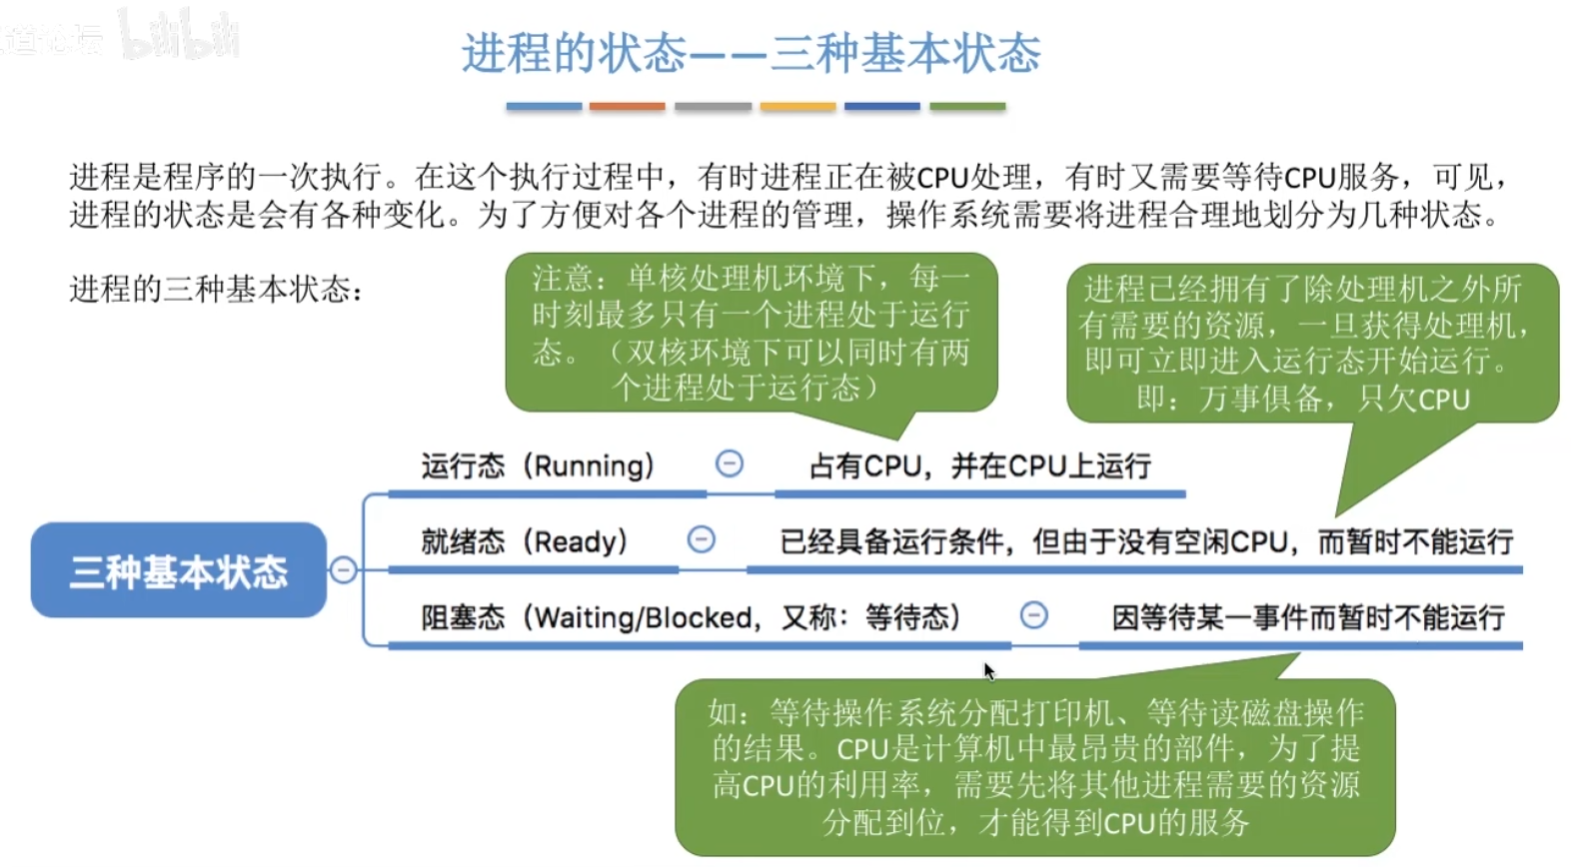 道论坛 bilibili
进程的状态——三种基本状态
进程是程序的一次执行。在这个执行过程中，有时进程正在被CPU处理，有时又需要等待CPU服务，可见，
进程的状态是会有各种变化。为了方便对各个进程的管理，操作系统需要将进程合理地划分为几种状态。
进程的三种基本状态：
注意：单核处理机环境下，每一
时刻最多只有一个进程处于运行
态。（双核环境下可以同时有两
个进程处于运行态）
进程已经拥有了除处理机之外所
有需要的资源，一旦获得处理机，
即可立即进入运行态开始运行。
即：万事俱备，只欠CPU
三种基本状态
运行态（Running） 占有CPU，并在CPU上运行
就绪态（Ready） 已经具备运行条件，但由于没有空闲CPU，而暂时不能运行
阻塞态（Waiting/Blocked，又称：等待态） 因等待某一事件而暂时不能运行
如：等待操作系统分配打印机、等待读磁盘操作
的结果。CPU是计算机中最昂贵的部件，为了提
高CPU的利用率，需要先将其他进程需要的资源
分配到位，才能得到CPU的服务